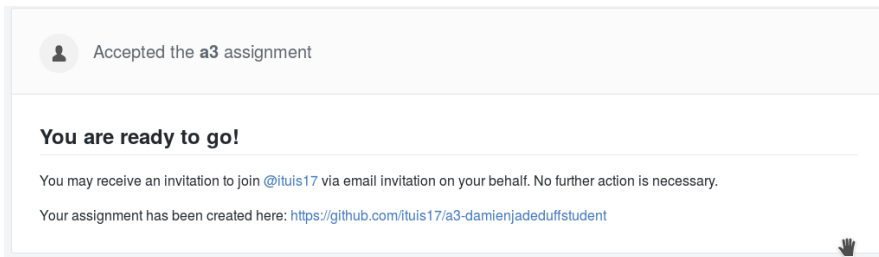 Accepted the a3 assignment
You are ready to go!
You may receive an invitation to join @ituis17 via email invitation on your behalf. No further action is necessary.
Your assignment has been created here: https://github.com/ituis17/a3-damienjadeduffstudent